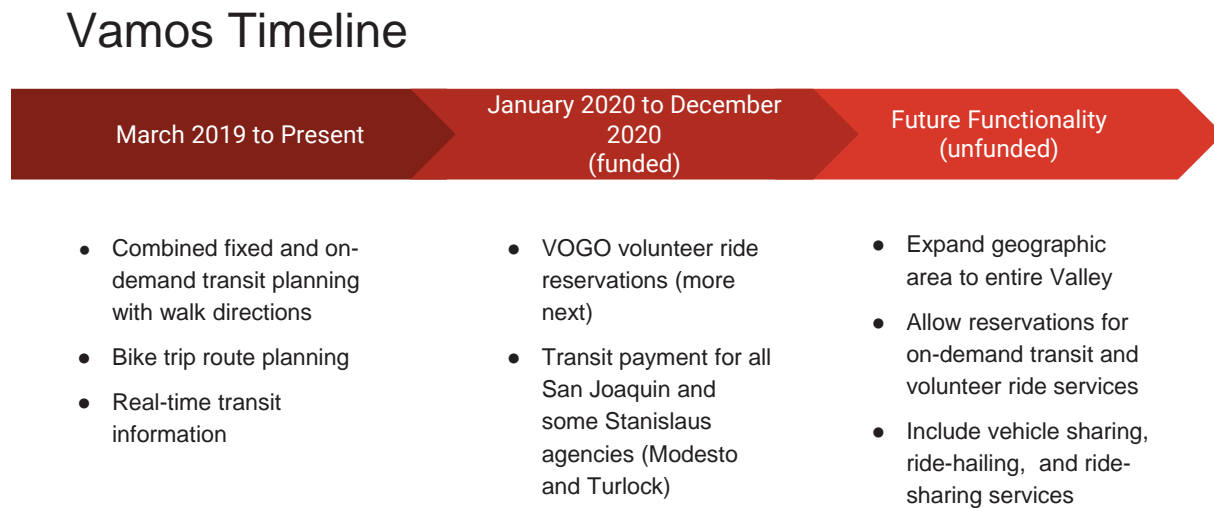 Vamos Timeline
March 2019 to Present
January 2020 to December
2020
(funded)
Future Functionality
(unfunded)
● Combined fixed and on-
demand transit planning
with walk directions
● Bike trip route planning
● Real-time transit
information
● VOGO volunteer ride
reservations (more
next)
● Transit payment for all
San Joaquin and
some Stanislaus
agencies (Modesto
and Turlock)
● Expand geographic
area to entire Valley
● Allow reservations for
on-demand transit and
volunteer ride services
● Include vehicle sharing,
ride-hailing,  and ride-
sharing services